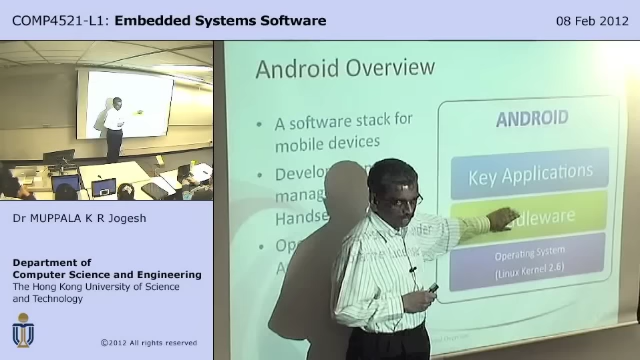 COMP4521-L1: Embedded Systems Software
08 Feb 2012
Dr MUPPALA K R Jogesh
Department of
Computer Science and Engineering
The Hong Kong University of Science
and Technology
©2012 All rights reserved
Android Overview
• A software stack for
mobile devices
ANDROID
Key Applications
Operating System
(Linux Kernel 2.6)